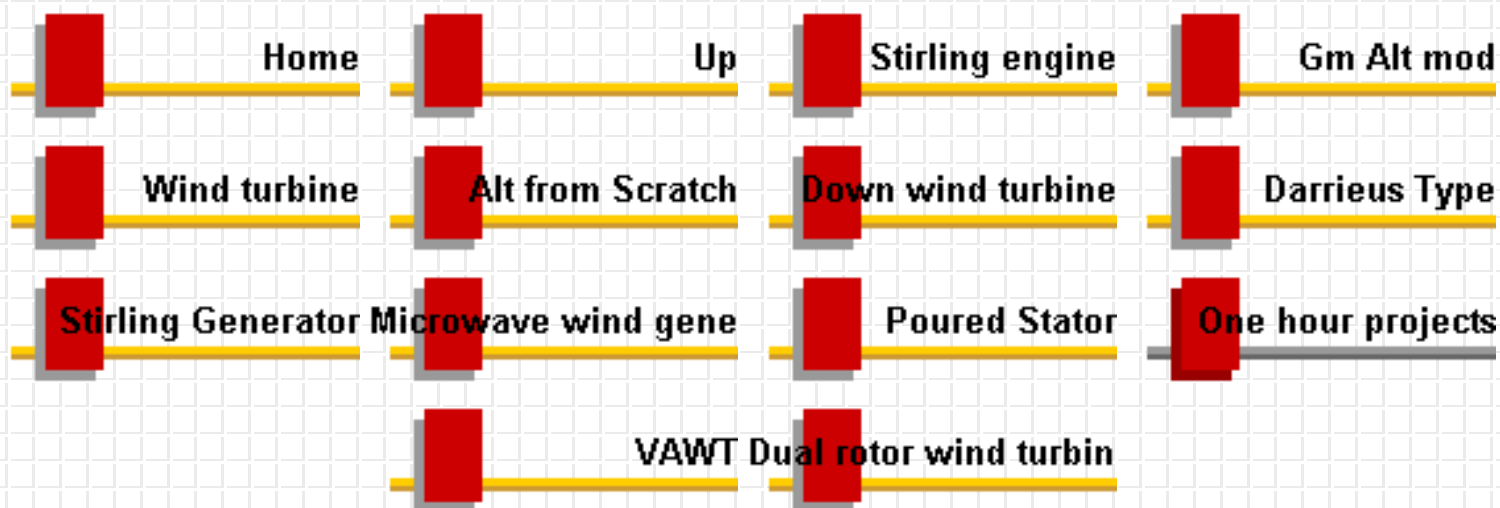 Home
Up
Stirling engine
Gm Alt mod
Wind turbine
Alt from Scratch
Down wind turbine
Darrieus Type
Stirling Generator
Microwave wind gene
Poured Stator
One hour projects
VAWT
Dual rotor wind turbin